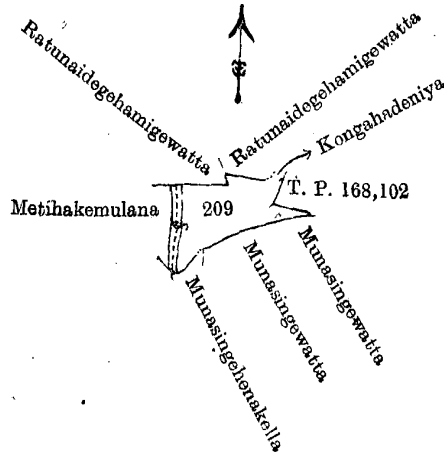 Ratunaidegehamigewatta
Ratunaidegehamigewatta
Kongahadeniya
T. P. 168,102
Metihakemulana
209
Munasingewatta
Munasingewatta
Munasingehenakella